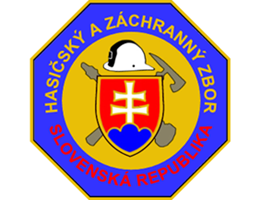 HASIČSKÝ A ZÁCHRANNÝ ZBOR
SLOVENSKÁ REPUBLIKA